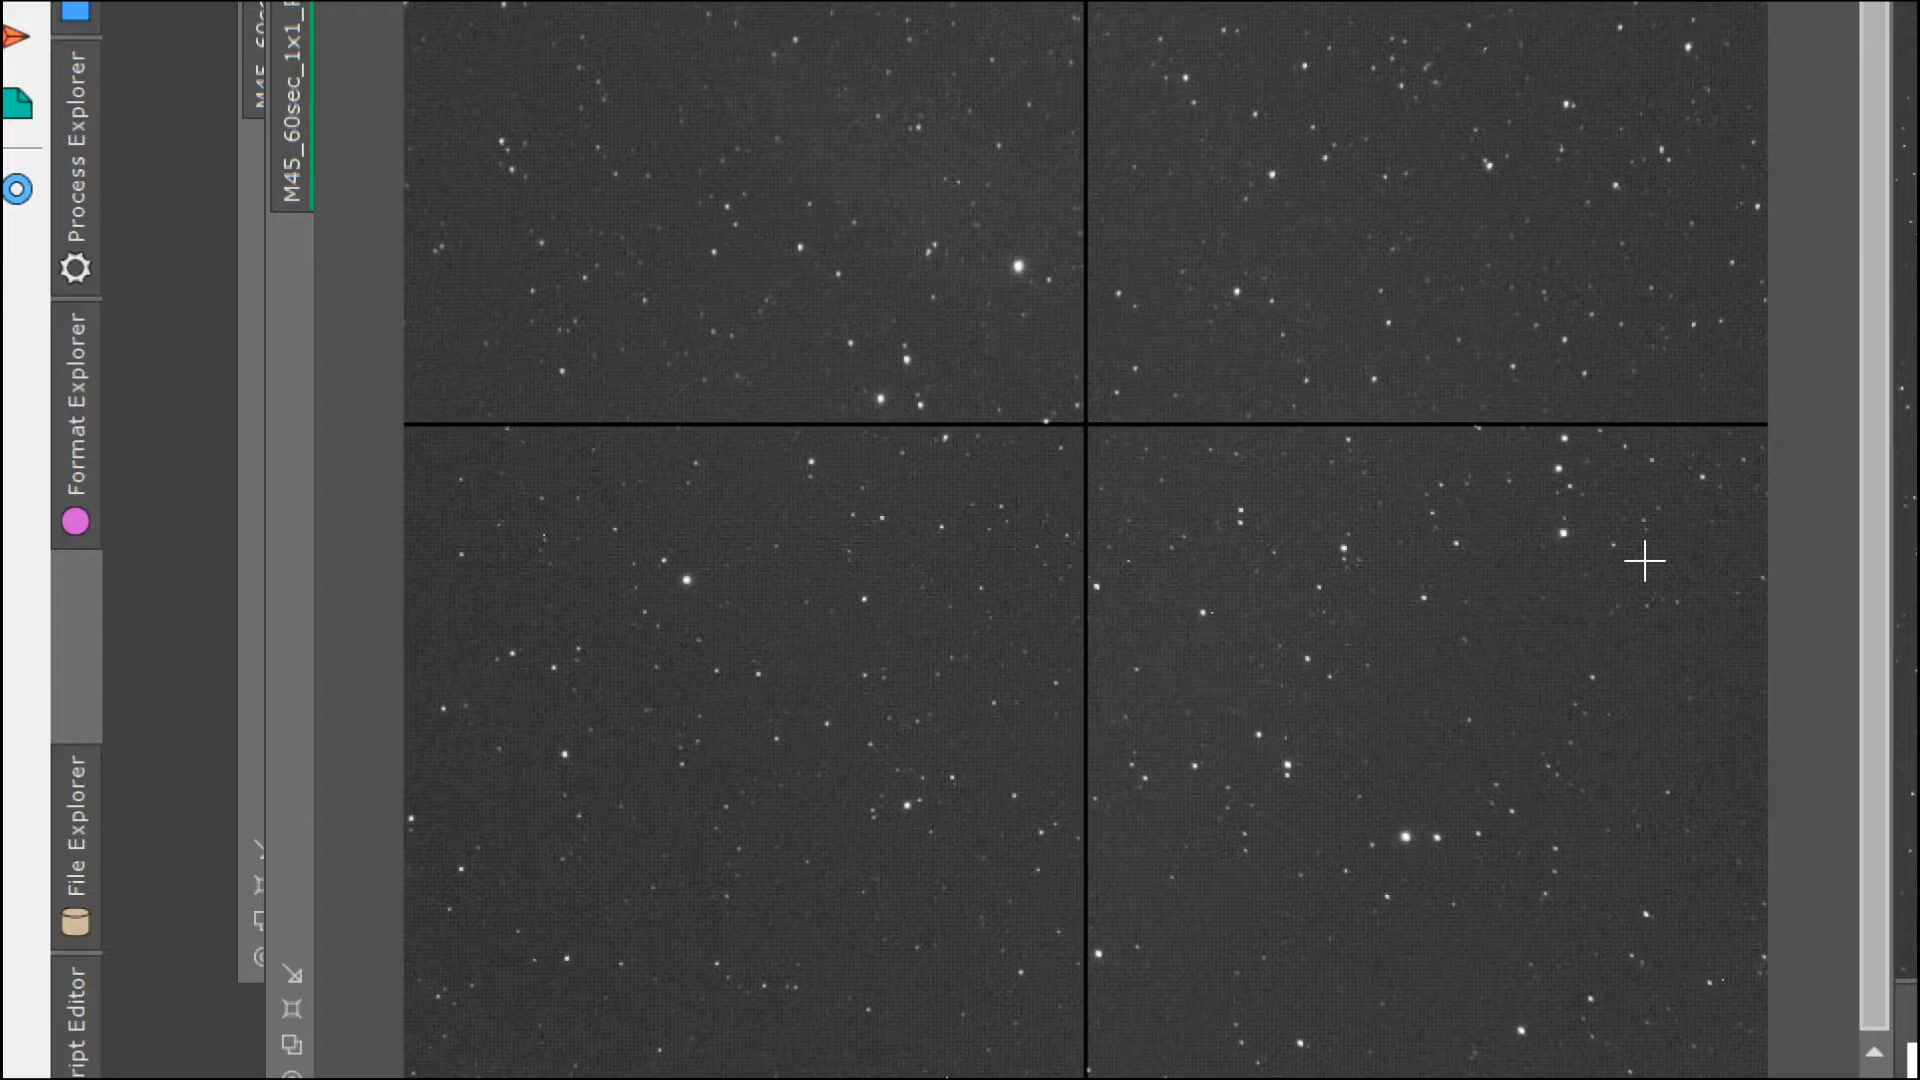 Process Explorer
Format Explorer
File Explorer
ript Editor
M45_60sec_1x1_